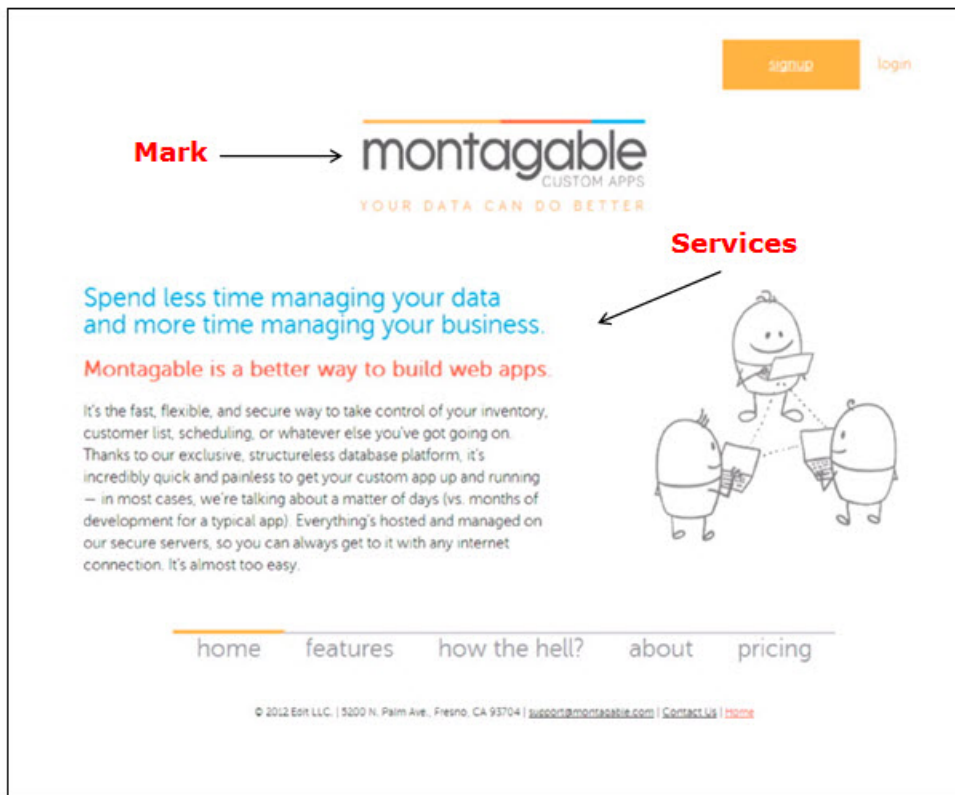 signup login
Mark
montagable
CUSTOM APPS
YOUR DATA CAN DO BETTER
Services
Spend less time managing your data
and more time managing your business.
Montagable is a better way to build web apps.
It's the fast, flexible, and secure way to take control of your inventory,
customer list, scheduling, or whatever else you've got going on.
Thanks to our exclusive, structureless database platform, it's
incredibly quick and painless to get your custom app up and running
— in most cases, we're talking about a matter of days (vs. months of
development for a typical app). Everything's hosted and managed on
our secure servers, so you can always get to it with any internet
connection. It's almost too easy.
home features how the hell? about pricing
© 2012 Edit LLC. | 5200 N. Palm Ave., Fresno, CA 93704 | support@montagable.com | Contact Us | Home